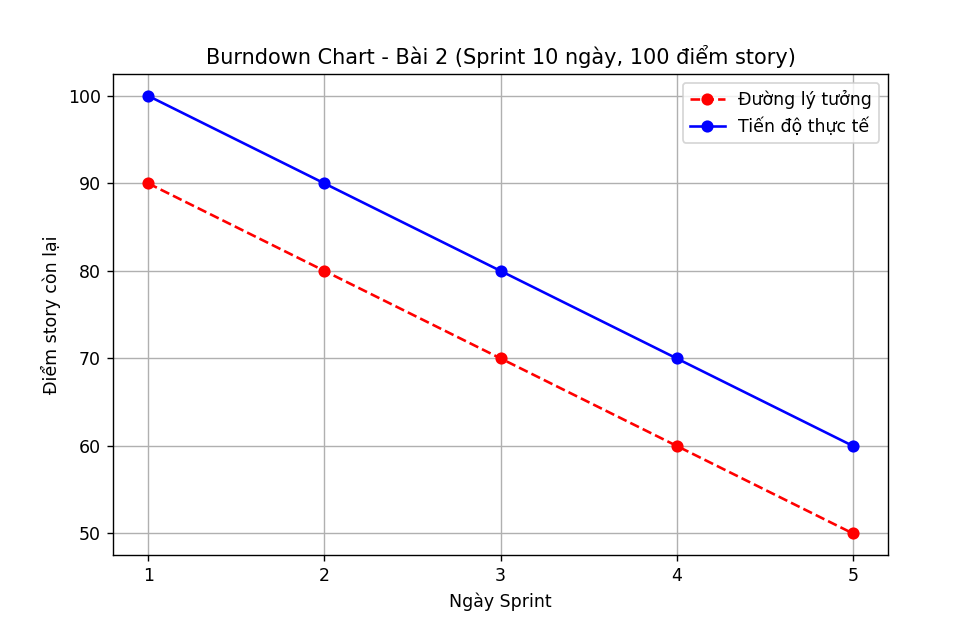 Burndown Chart - Bài 2 (Sprint 10 ngày, 100 điểm story)
Đường lý tưởng
Tiến độ thực tế
Điểm story còn lại
100
90
80
70
60
50
1 2 3 4 5
Ngày Sprint